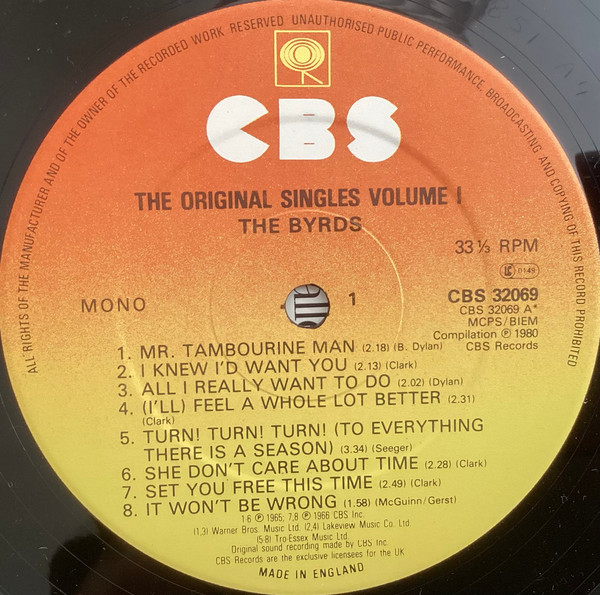 ALL RIGHTS OF THE MANUFACTURER AND OF THE OWNER OF THE RECORDED WORK RESERVED UNAUTHORISED PUBLIC PERFORMANCE, BROADCASTING AND COPYING OF THIS RECORD PROHIBITED
CBS
THE ORIGINAL SINGLES VOLUME I
THE BYRDS
33⅓ RPM
LC 0149
MONO
1
CBS 32069
CBS 32069 A*
MCPS/BIEM
Compilation ℗ 1980
CBS Records
1. MR. TAMBOURINE MAN (2.18) (B. Dylan)
2. I KNEW I'D WANT YOU (2.13) (Clark)
3. ALL I REALLY WANT TO DO (2.02) (Dylan)
4. (I'LL) FEEL A WHOLE LOT BETTER (2.31)
(Clark)
5. TURN! TURN! TURN! (TO EVERYTHING
THERE IS A SEASON) (3.34) (Seeger)
6. SHE DON'T CARE ABOUT TIME (2.28) (Clark)
7. SET YOU FREE THIS TIME (2.49) (Clark)
8. IT WON'T BE WRONG (1.58) (McGuinn/Gerst)
1·6 ℗ 1965; 7,8 ℗ 1966 CBS Inc.
(1,3) Warner Bros. Music Ltd. (2,4) Lakeview Music Co. Ltd.
(5·8) Tro-Essex Music Ltd.
Original sound recording made by CBS Inc.
CBS Records are the exclusive licensees for the UK
MADE IN ENGLAND